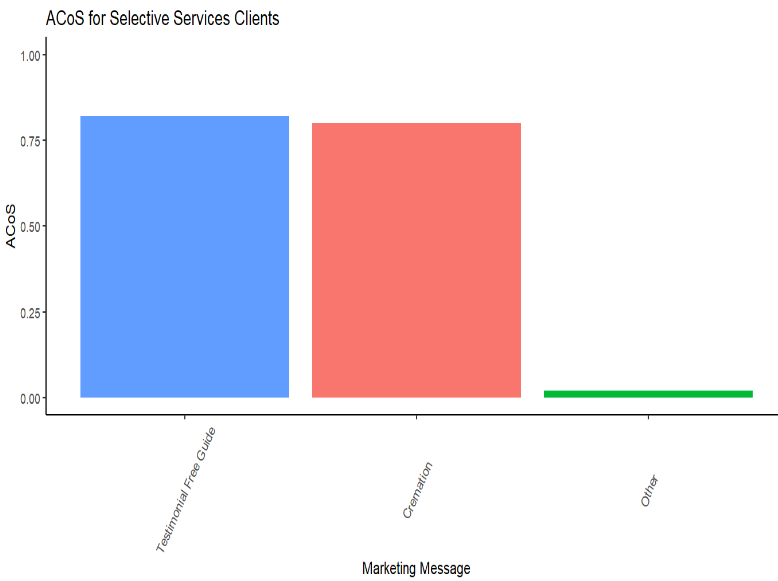 ACoS for Selective Services Clients
1.00
0.75
0.50
0.25
0.00
ACoS
Testimonial Free Guide
Cremation
Other
Marketing Message